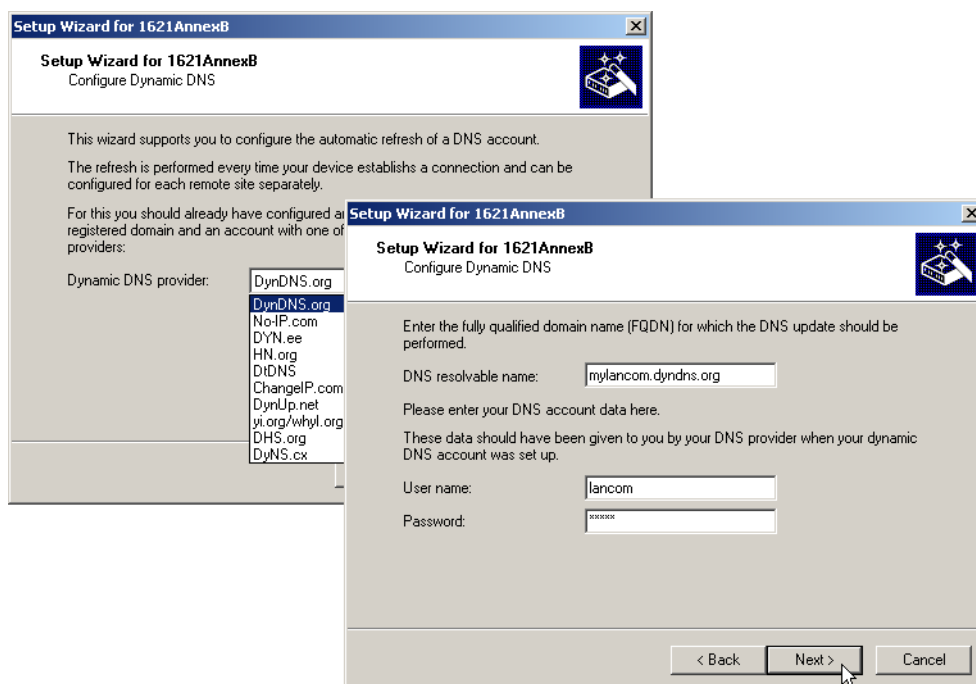 Setup Wizard for 1621AnnexB
Setup Wizard for 1621AnnexB
Configure Dynamic DNS
This wizard supports you to configure the automatic refresh of a DNS account.
The refresh is performed every time your device establishs a connection and can be
configured for each remote site separately.
For this you should already have configured
registered domain and an account with one of
providers:
Dynamic DNS provider:
DynDNS.org
DynDNS.org
No-IP.com
DYN.ee
HN.org
DtDNS
ChangeIP.com
DynUp.net
yi.org/whyI.org
DHS.org
DyNS.cx
Setup Wizard for 1621AnnexB
Setup Wizard for 1621AnnexB
Configure Dynamic DNS
Enter the fully qualified domain name (FQDN) for which the DNS update should be
performed.
DNS resolvable name:
mylancom.dyndns.org
Please enter your DNS account data here.
These data should have been given to you by your DNS provider when your dynamic
DNS account was set up.
User name:
lancom
Password:
xxxxx
< Back
Next >
Cancel